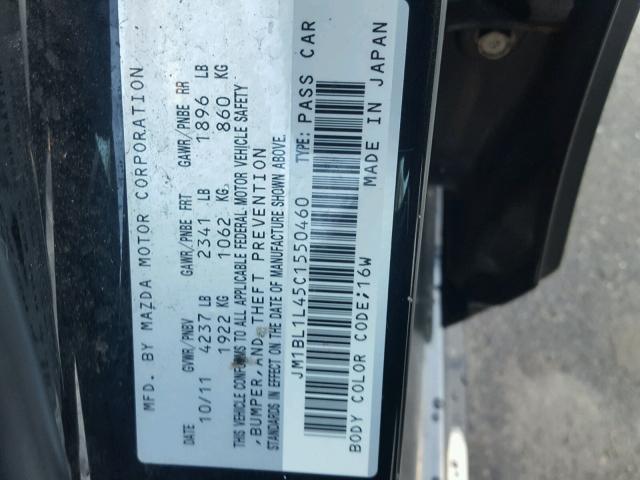 MFD. BY MAZDA MOTOR CORPORATION
DATE GVWR/PNBV GAWR/PNBE FRT GAWR/PNBE RR
10/11 4237 LB 2341 LB 1896 LB
1922 KG 1062 KG 860 KG
THIS VEHICLE CONFORMS TO ALL APPLICABLE FEDERAL MOTOR VEHICLE SAFETY
, BUMPER, AND THEFT PREVENTION
STANDARDS IN EFFECT ON THE DATE OF MANUFACTURE SHOWN ABOVE.
JM1BL1L45C1550460 TYPE: PASS CAR
BODY COLOR CODE;16W MADE IN JAPAN